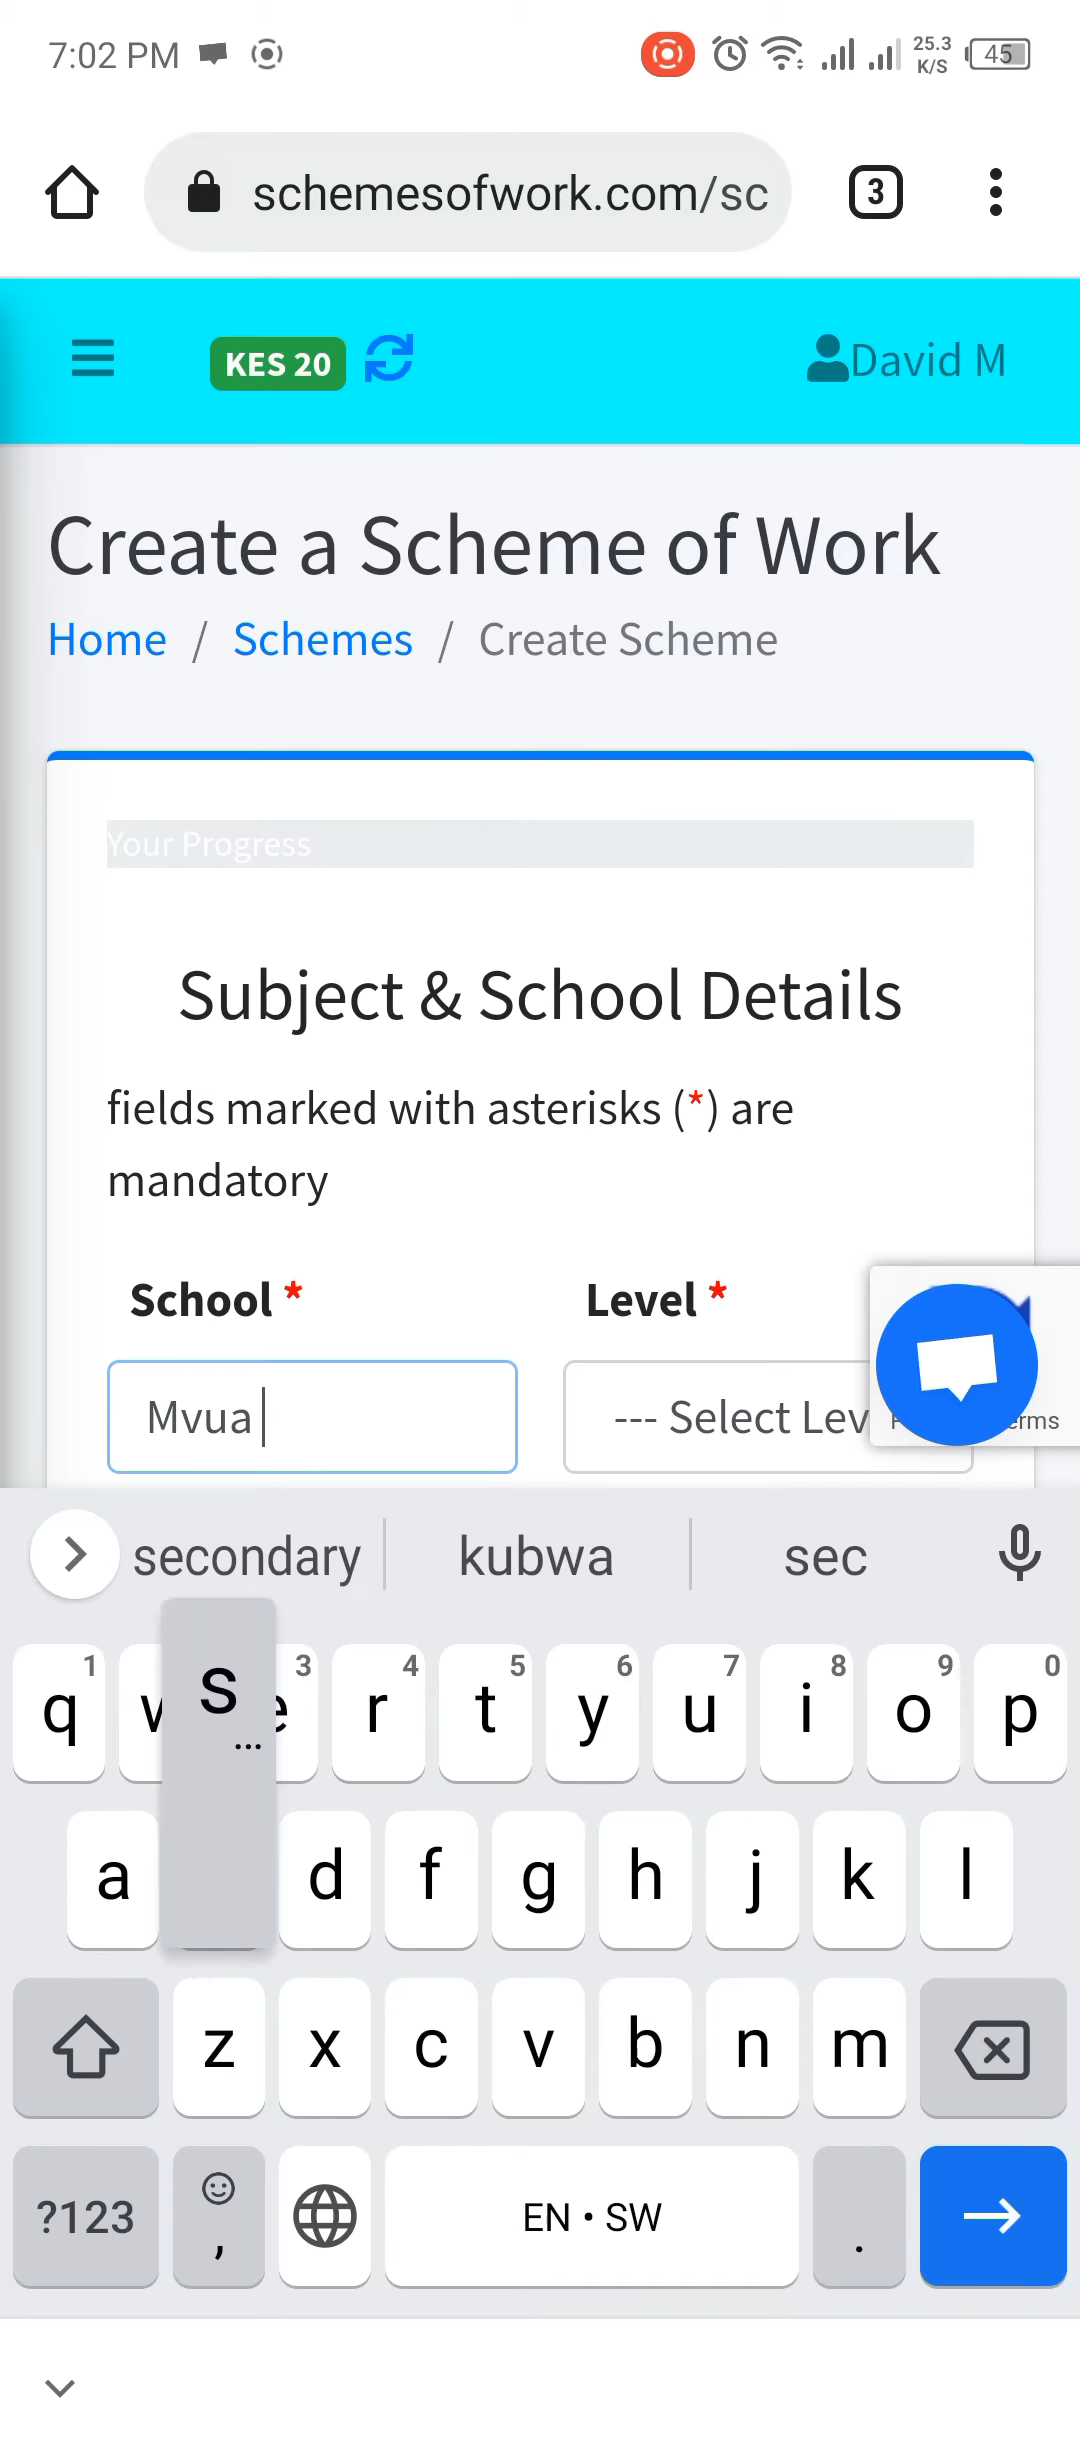 7:02 PM
25.3
K/S
45
schemesofwork.com/sc
3
KES 20
David M
Create a Scheme of Work
Home / Schemes / Create Scheme
Your Progress
Subject & School Details
fields marked with asterisks (*) are
mandatory
School *
Level *
Mvua
--- Select Lev
secondary
kubwa
sec
1 3 4 5 6 7 8 9 0
q e r t y u i o p
s
...
a d f g h j k l
z x c v b n m
?123
,
EN • SW
.